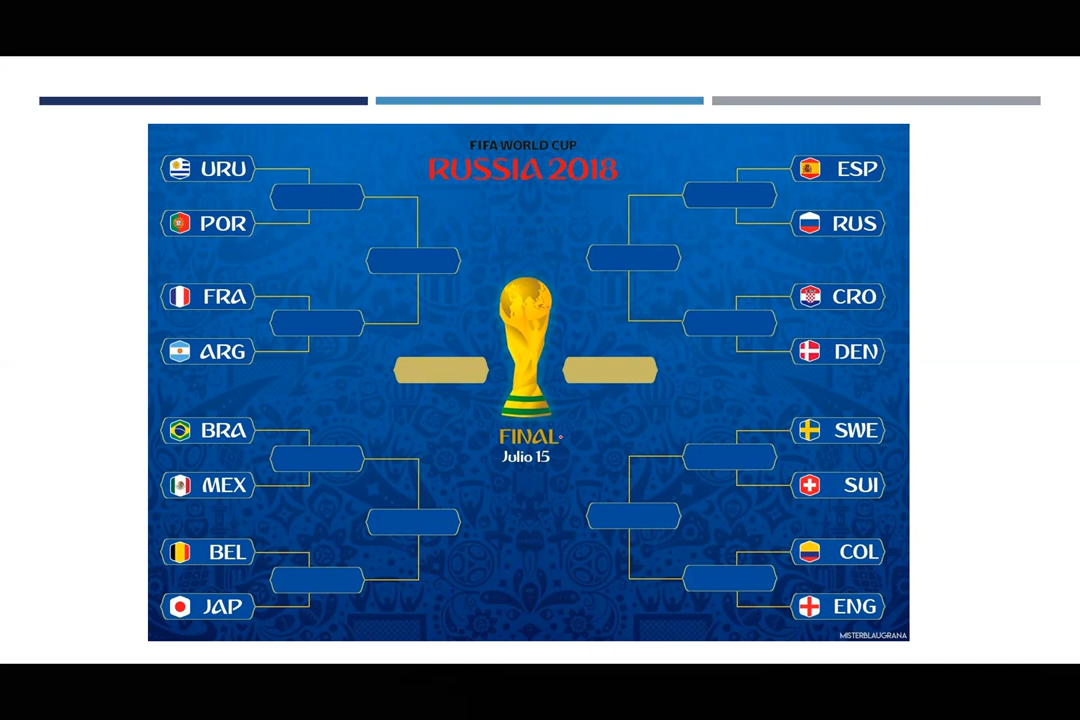 FIFA WORLD CUP
RUSSIA 2018
URU
POR
FRA
ARG
BRA
MEX
BEL
JAP
ESP
RUS
CRO
DEN
SWE
SUI
COL
ENG
FINAL
Julio 15
MISTERBLAUGRANA